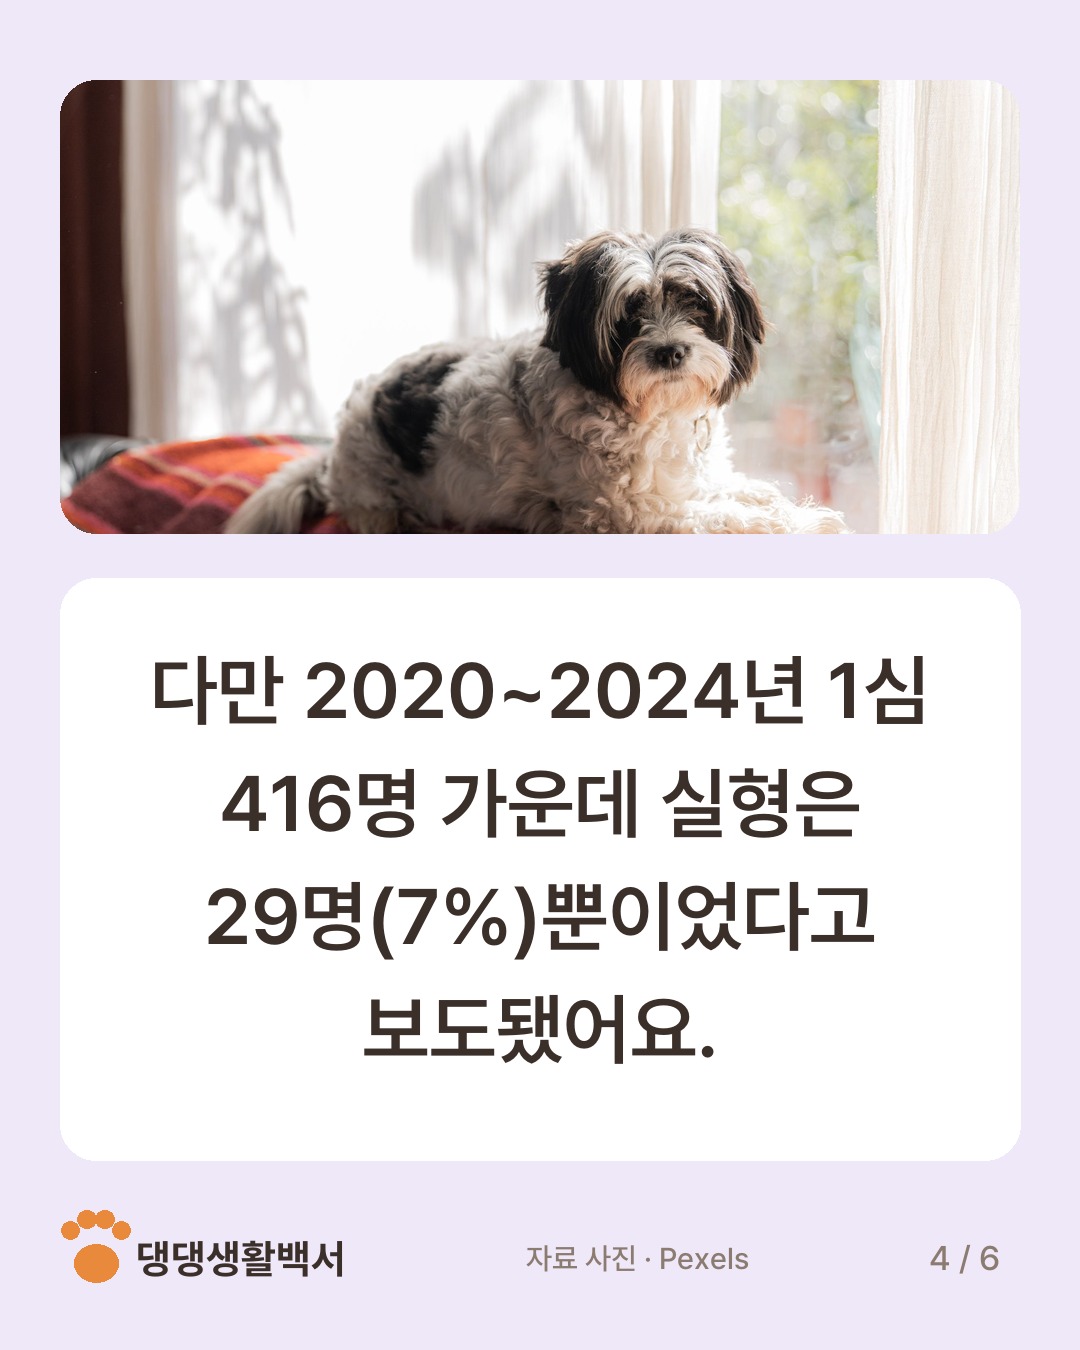 다만 2020~2024년 1심
416명 가운데 실형은
29명(7%)뿐이었다고
보도됐어요.
댕댕생활백서
자료 사진 · Pexels
4 / 6